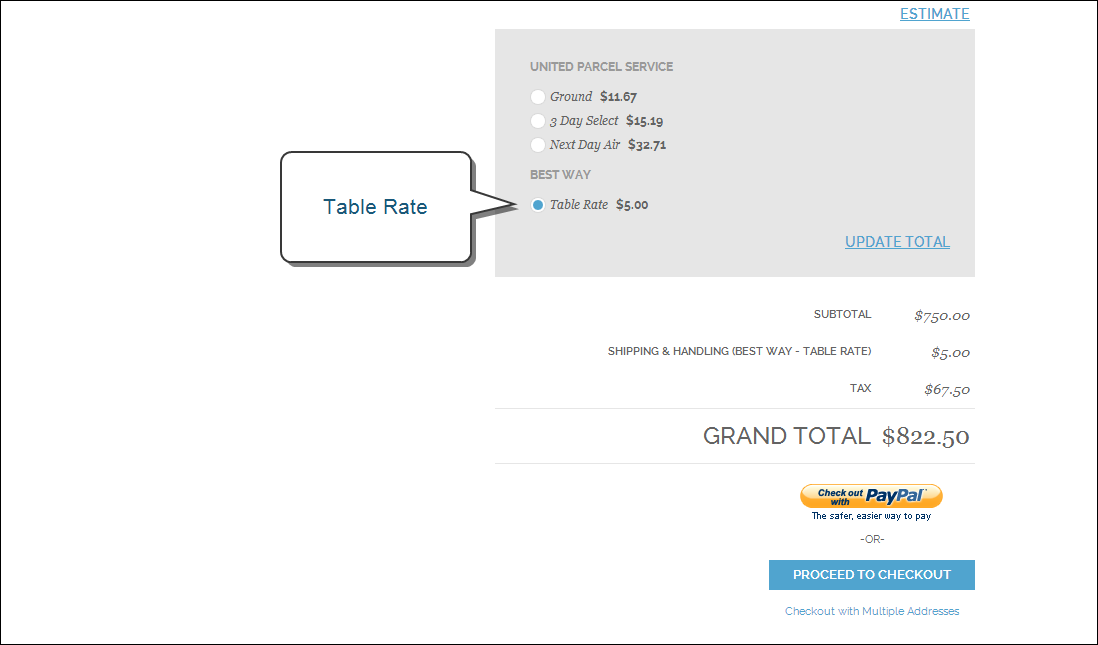 ESTIMATE
UNITED PARCEL SERVICE
Ground $11.67
3 Day Select $15.19
Next Day Air $32.71
BEST WAY
Table Rate
Table Rate $5.00
UPDATE TOTAL
SUBTOTAL $750.00
SHIPPING & HANDLING (BEST WAY - TABLE RATE) $5.00
TAX $67.50
GRAND TOTAL $822.50
Check out
with PayPal™
The safer, easier way to pay
-OR-
PROCEED TO CHECKOUT
Checkout with Multiple Addresses